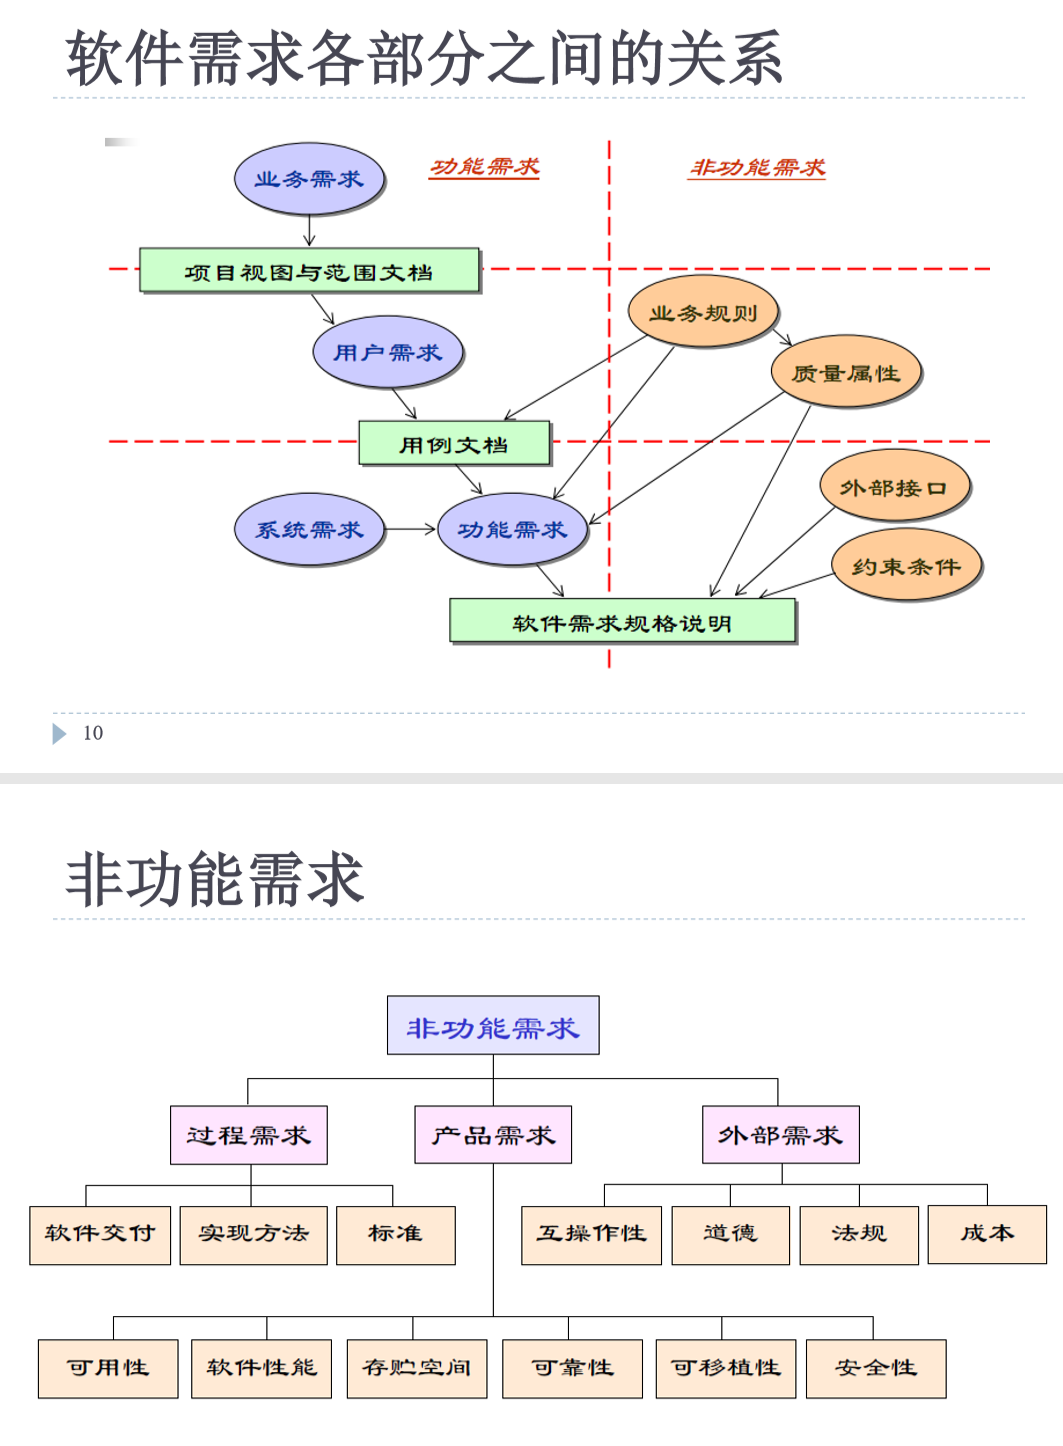 软件需求各部分之间的关系
业务需求
功能需求
非功能需求
项目视图与范围文档
业务规则
用户需求
质量属性
用例文档
外部接口
系统需求
功能需求
约束条件
软件需求规格说明
10
非功能需求
非功能需求
过程需求
产品需求
外部需求
软件交付
实现方法
标准
互操作性
道德
法规
成本
可用性
软件性能
存贮空间
可靠性
可移植性
安全性